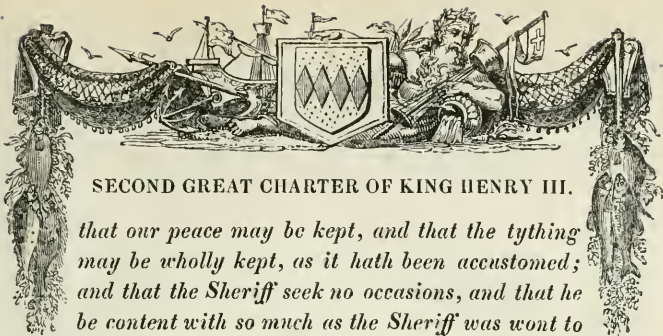 SECOND GREAT CHARTER OF KING HENRY III.
that our peace may be kept, and that the tything
may be wholly kept, as it hath been accustomed;
and that the Sheriff seek no occasions, and that he
be content with so much as the Sheriff was wont to